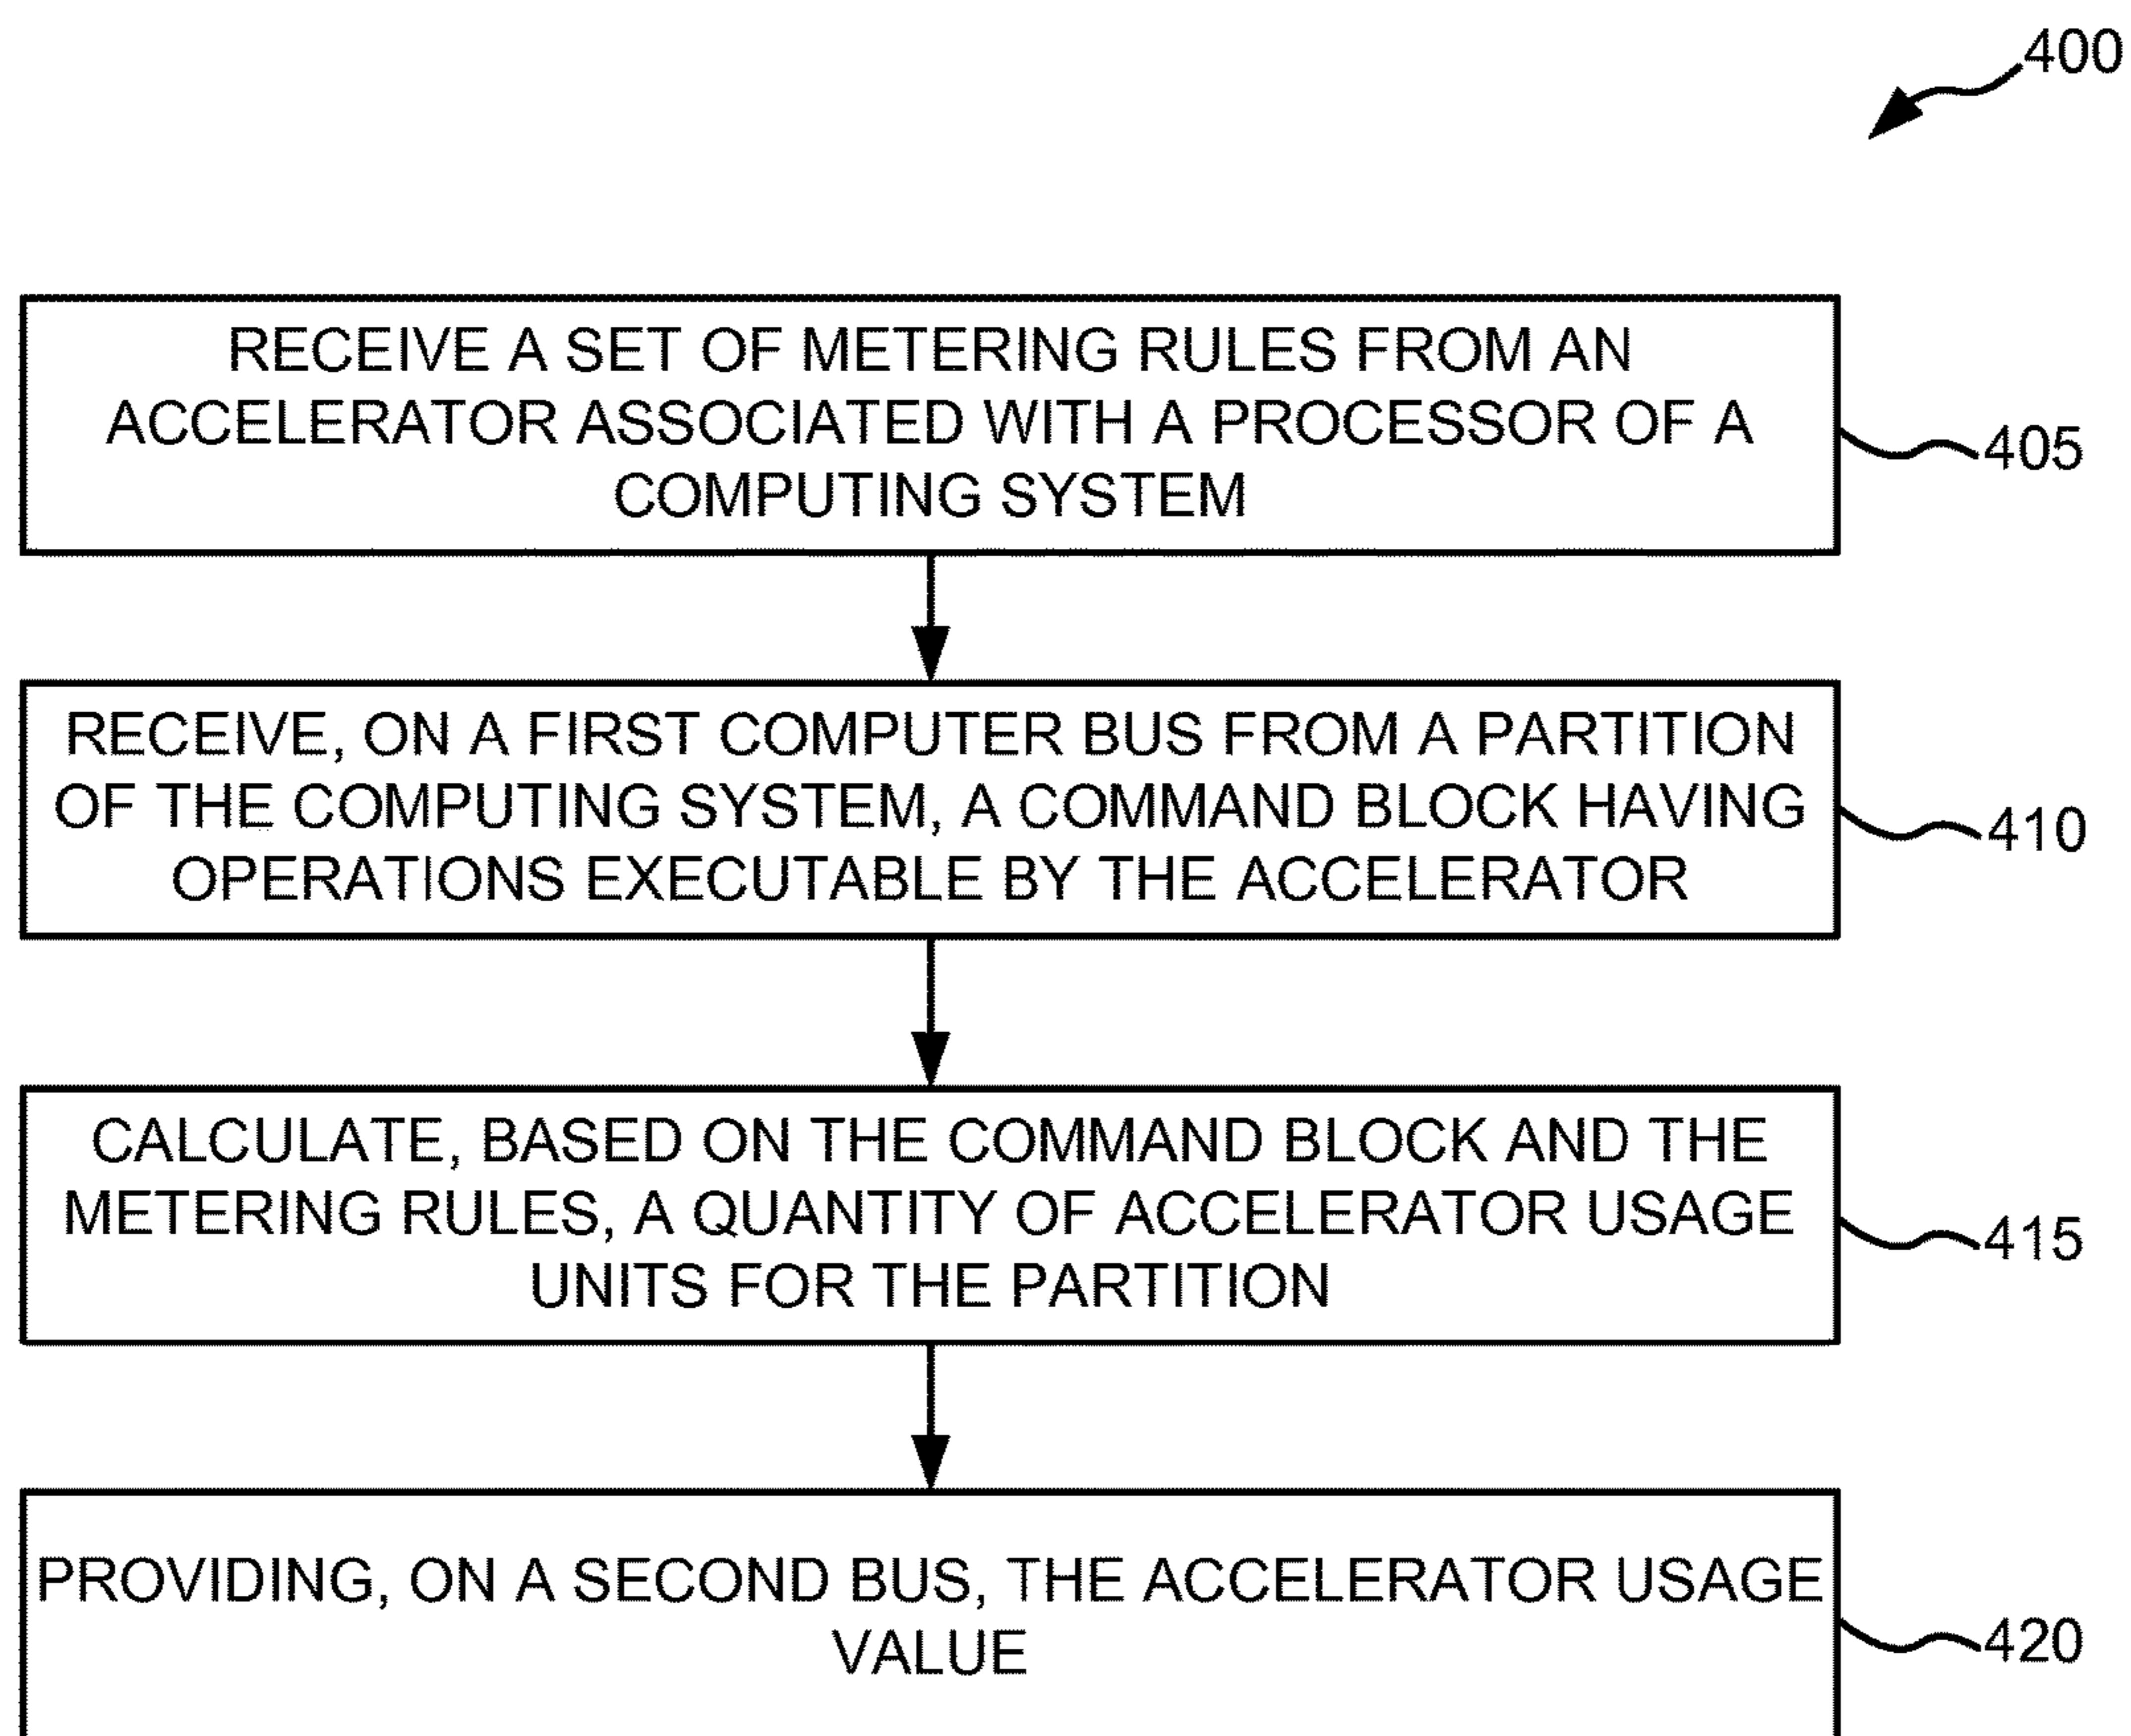 400
RECEIVE A SET OF METERING RULES FROM AN
ACCELERATOR ASSOCIATED WITH A PROCESSOR OF A
COMPUTING SYSTEM
405
RECEIVE, ON A FIRST COMPUTER BUS FROM A PARTITION
OF THE COMPUTING SYSTEM, A COMMAND BLOCK HAVING
OPERATIONS EXECUTABLE BY THE ACCELERATOR
410
CALCULATE, BASED ON THE COMMAND BLOCK AND THE
METERING RULES, A QUANTITY OF ACCELERATOR USAGE
UNITS FOR THE PARTITION
415
PROVIDING, ON A SECOND BUS, THE ACCELERATOR USAGE
VALUE
420